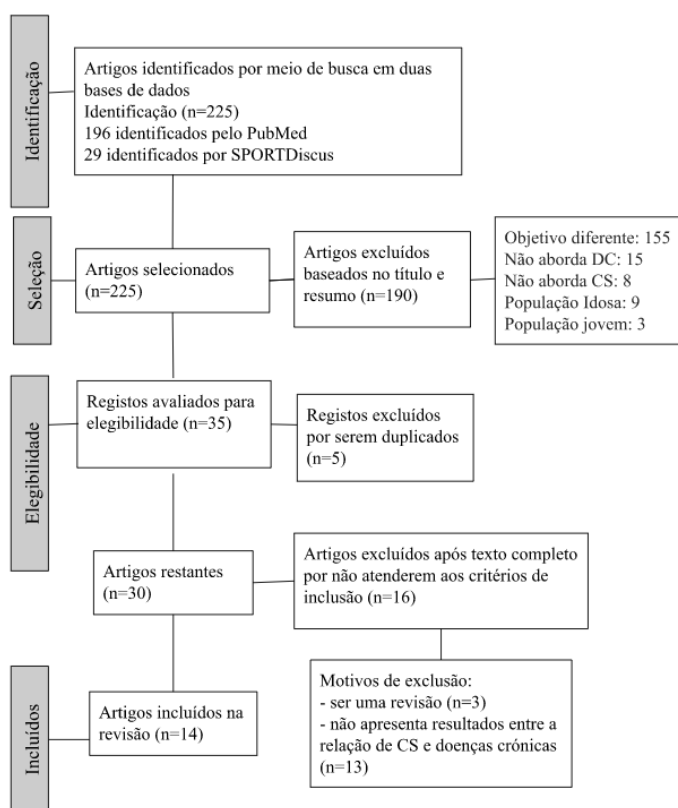 Identificação
Artigos identificados por meio de busca em duas
bases de dados
Identificação (n=225)
196 identificados pelo PubMed
29 identificados por SPORTDiscus
Seleção
Artigos selecionados
(n=225)
Artigos excluídos
baseados no título e
resumo (n=190)
Objetivo diferente: 155
Não aborda DC: 15
Não aborda CS: 8
População Idosa: 9
População jovem: 3
Elegibilidade
Registos avaliados para
elegibilidade (n=35)
Registos excluídos
por serem duplicados
(n=5)
Artigos restantes
(n=30)
Artigos excluídos após texto completo
por não atenderem aos critérios de
inclusão (n=16)
Incluídos
Artigos incluídos na
revisão (n=14)
Motivos de exclusão:
- ser uma revisão (n=3)
- não apresenta resultados entre a
relação de CS e doenças crónicas
(n=13)